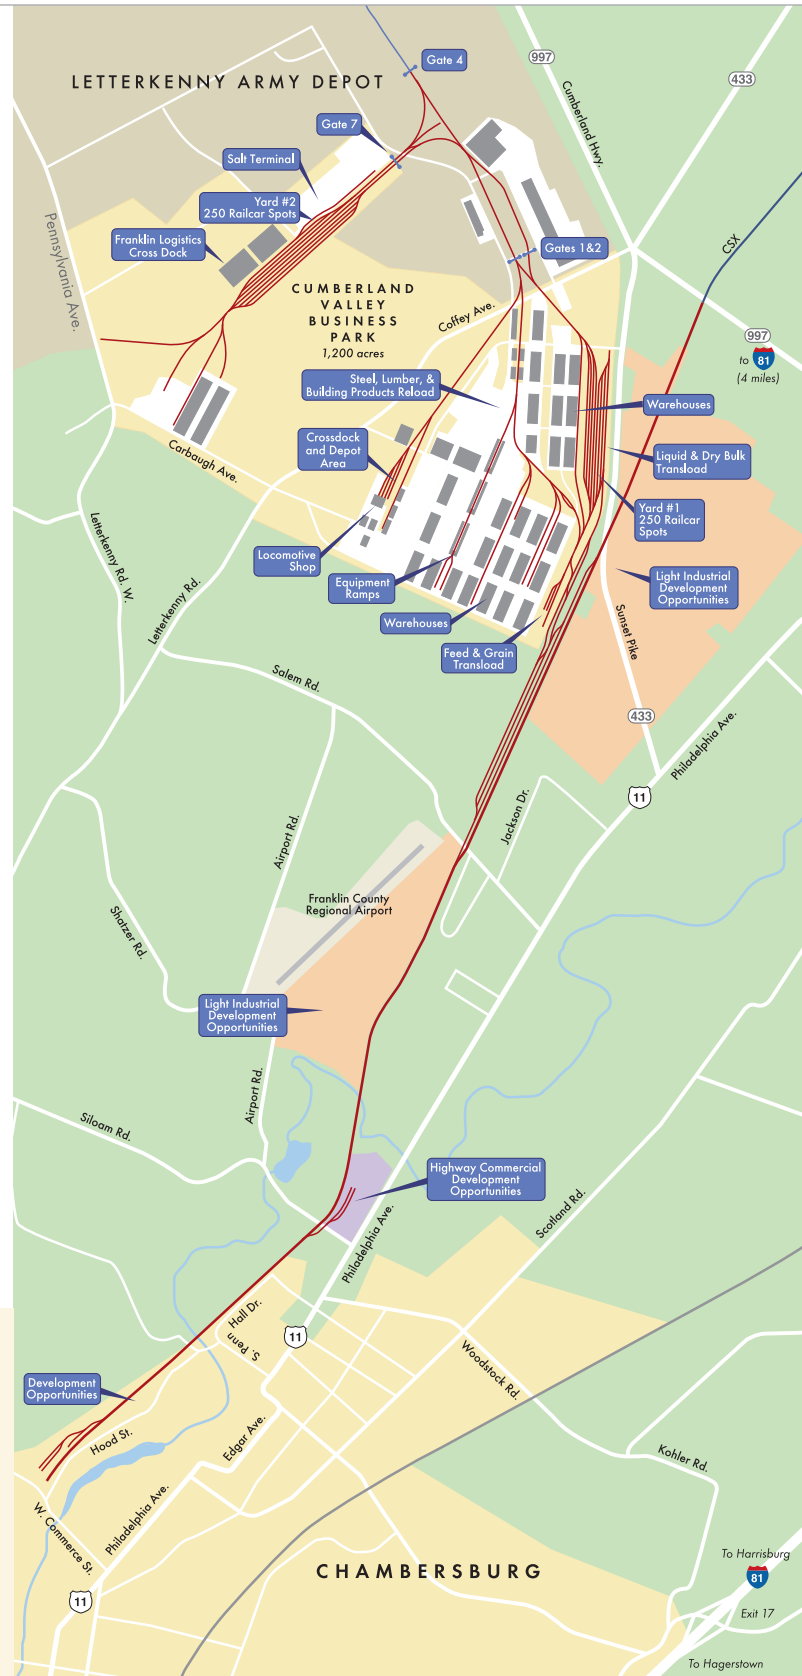 Gate 4
997
433
LETTERKENNY ARMY DEPOT
Cumberland Hwy.
Gate 7
Salt Terminal
Yard #2
250 Railcar Spots
Pennsylvania Ave.
Franklin Logistics
Cross Dock
Gates 1&2
CSX
CUMBERLAND
VALLEY
BUSINESS
PARK
1,200 acres
Coffey Ave.
997
to 81
(4 miles)
Steel, Lumber, &
Building Products Reload
Warehouses
Crossdock
and Depot
Area
Carbaugh Ave.
Liquid & Dry Bulk
Transload
Yard #1
250 Railcar
Spots
Letterkenny Rd. W.
Locomotive
Shop
Equipment
Ramps
Light Industrial
Development
Opportunities
Letterkenny Rd.
Warehouses
Sunset Pike
Feed & Grain
Transload
Salem Rd.
433
Philadelphia Ave.
11
Jackson Dr.
Airport Rd.
Franklin County
Regional Airport
Shatzer Rd.
Light Industrial
Development
Opportunities
Airport Rd.
Siloam Rd.
Highway Commercial
Development
Opportunities
Scotland Rd.
Philadelphia Ave.
Hall Dr.
S. Penn
11
Woodstock Rd.
Development
Opportunities
Hood St.
Edgar Ave.
Kohler Rd.
W. Commerce St.
Philadelphia Ave.
CHAMBERSBURG
To Harrisburg
81
11
Exit 17
To Hagerstown